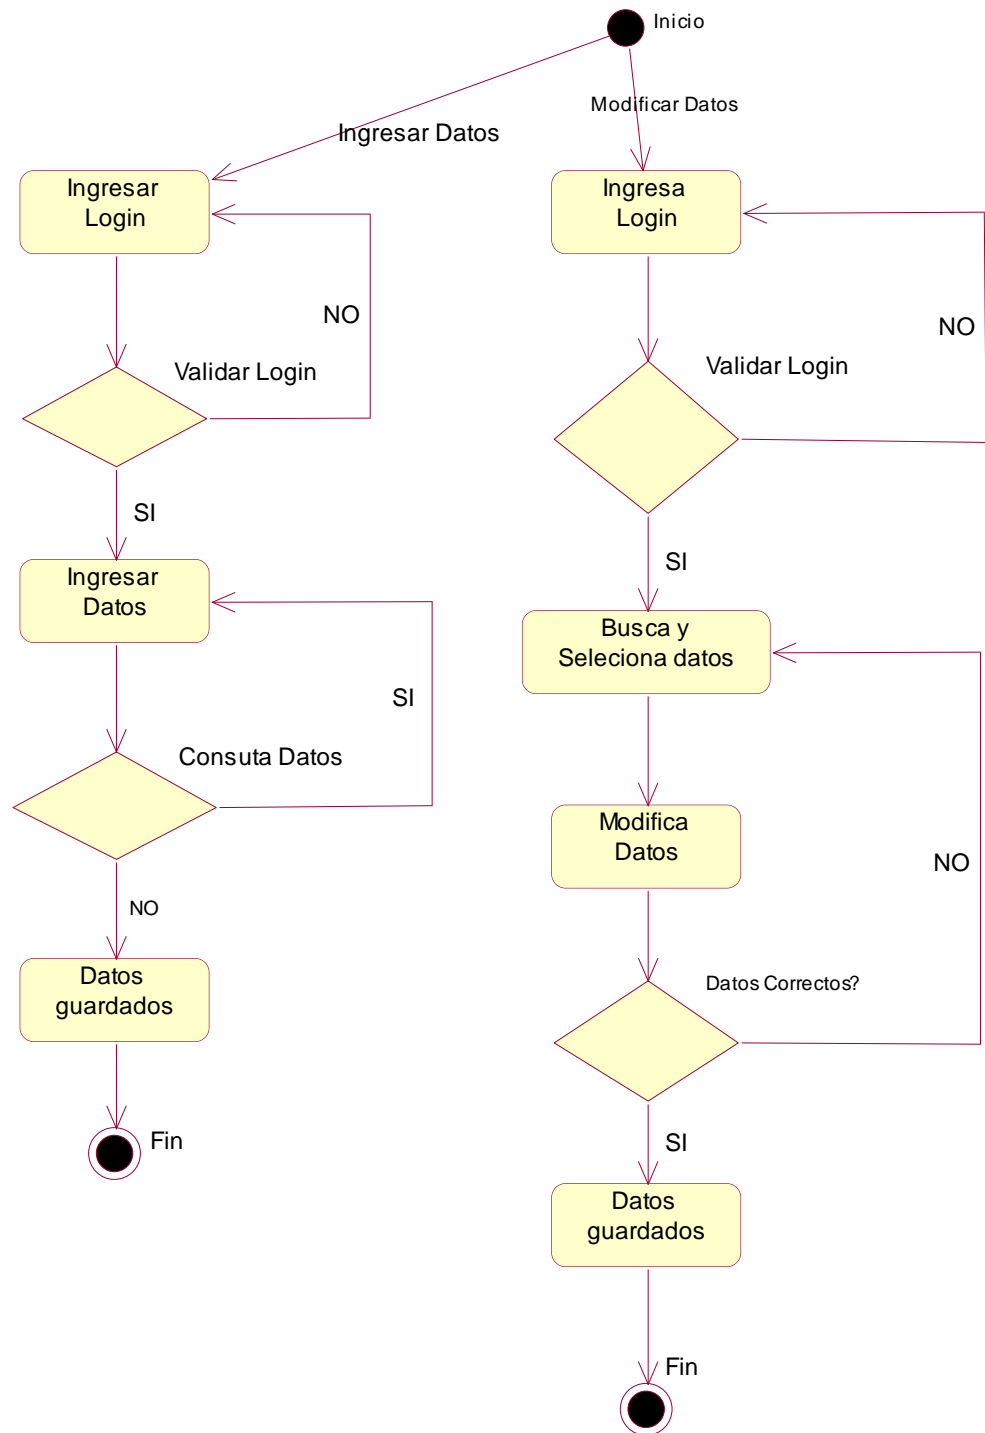 Inicio
Modificar Datos
Ingresar Datos
Ingresar
Login
NO
Validar Login
SI
Ingresar
Datos
SI
Consuta Datos
NO
Datos
guardados
Fin
Ingresa
Login
NO
Validar Login
SI
Busca y
Seleciona datos
Modifica
Datos
NO
Datos Correctos?
SI
Datos
guardados
Fin